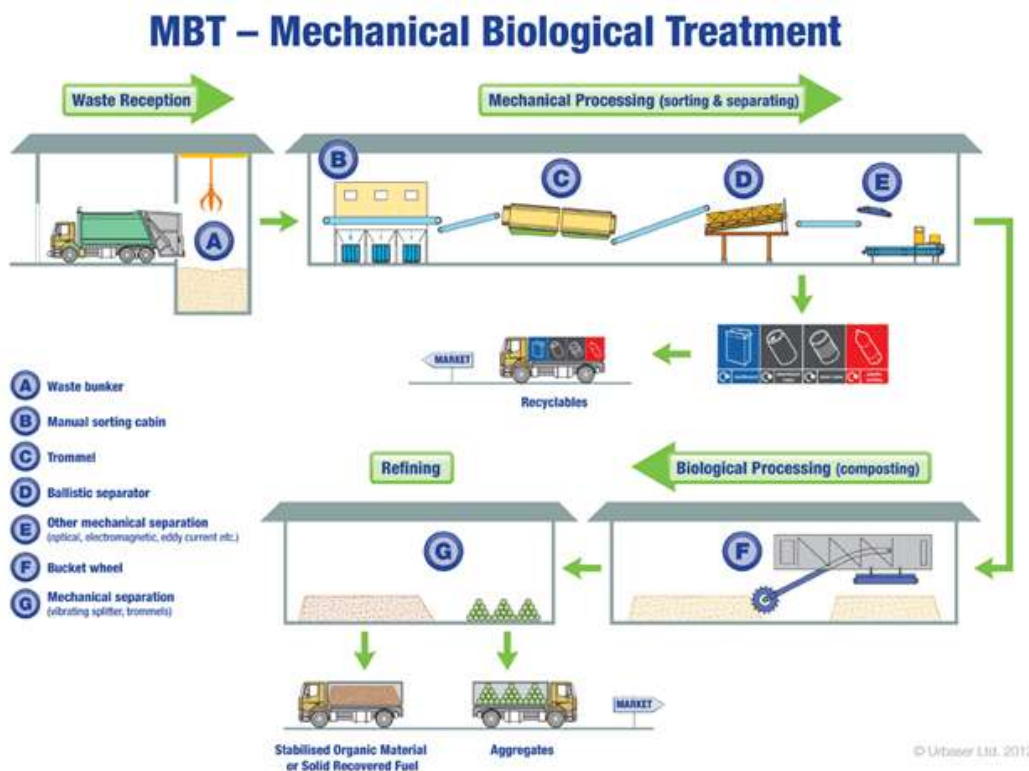 MBT – Mechanical Biological Treatment
Waste Reception
Mechanical Processing (sorting & separating)
A
B
C
D
E
MARKET
Recyclables
A Waste bunker
B Manual sorting cabin
C Trommel
D Ballistic separator
E Other mechanical separation
(optical, electromagnetic, eddy current etc.)
F Bucket wheel
G Mechanical separation
(vibrating splitter, trommels)
Refining
Biological Processing (composting)
G
F
MARKET
Stabilised Organic Material
or Solid Recovered Fuel
Aggregates
© Urbaser Ltd. 2012